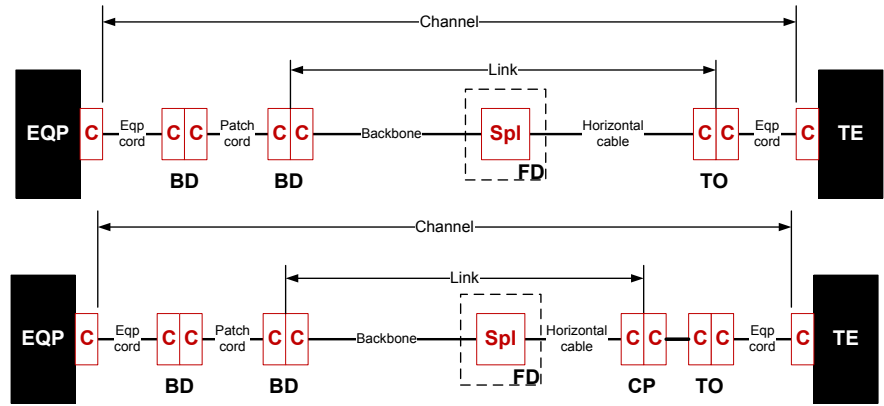 Channel
Link
EQP C Eqp cord C C Patch cord C C Backbone Spl Horizontal cable C C Eqp cord C TE
BD BD FD TO
Channel
Link
EQP C Eqp cord C C Patch cord C C Backbone Spl Horizontal cable C C C C Eqp cord C TE
BD BD FD CP TO